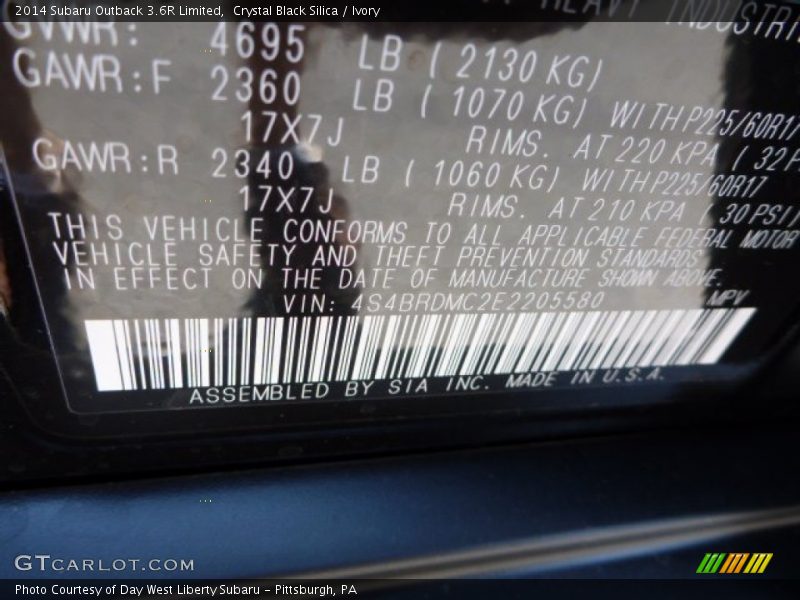 2014 Subaru Outback 3.6R Limited, Crystal Black Silica / Ivory
HEAVY
GVWR: 4695 LB ( 2130 KG)
GAWR:F 2360 LB ( 1070 KG) WITH P225/60R17
17X7J RIMS. AT 220 KPA ( 32 P
GAWR:R 2340 LB ( 1060 KG) WITH P225/60R17
17X7J RIMS. AT 210 KPA 30 PSI)
THIS VEHICLE CONFORMS TO ALL APPLICABLE FEDERAL MOTOR
VEHICLE SAFETY AND THEFT PREVENTION STANDARDS
IN EFFECT ON THE DATE OF MANUFACTURE SHOWN ABOVE.
VIN: 4S4BRDMC2E2205580 MPV
ASSEMBLED BY SIA INC. MADE IN U.S.A.
GTCARLOT.COM
Photo Courtesy of Day West Liberty Subaru - Pittsburgh, PA